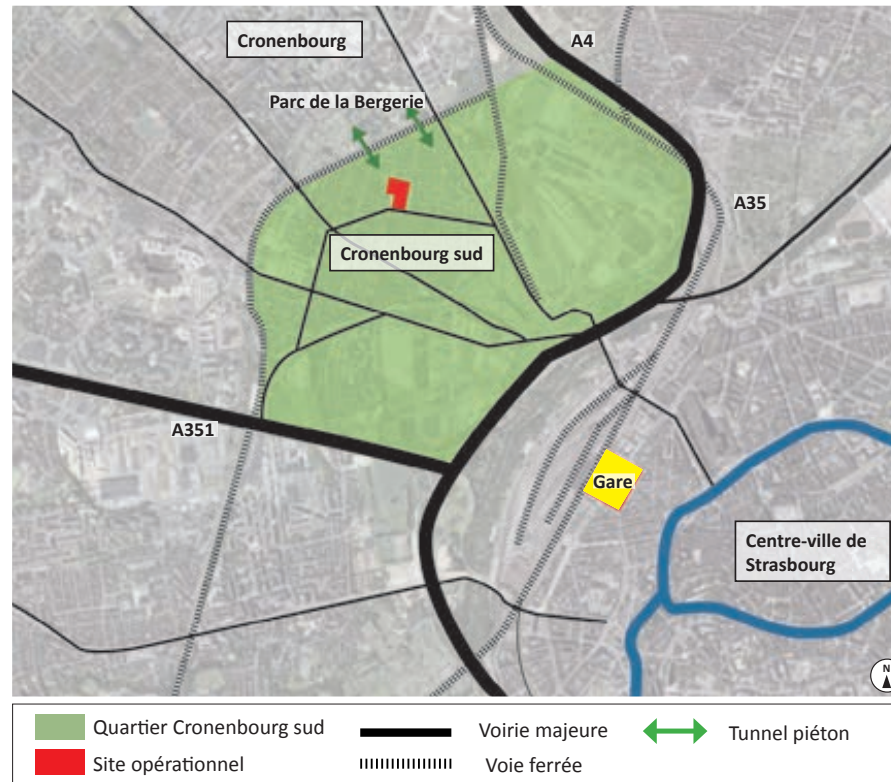 A4
Cronenbourg
Parc de la Bergerie
A35
Cronenbourg sud
A351
Gare
Centre-ville de
Strasbourg
N
Quartier Cronenbourg sud
Voirie majeure
Tunnel piéton
Site opérationnel
Voie ferrée